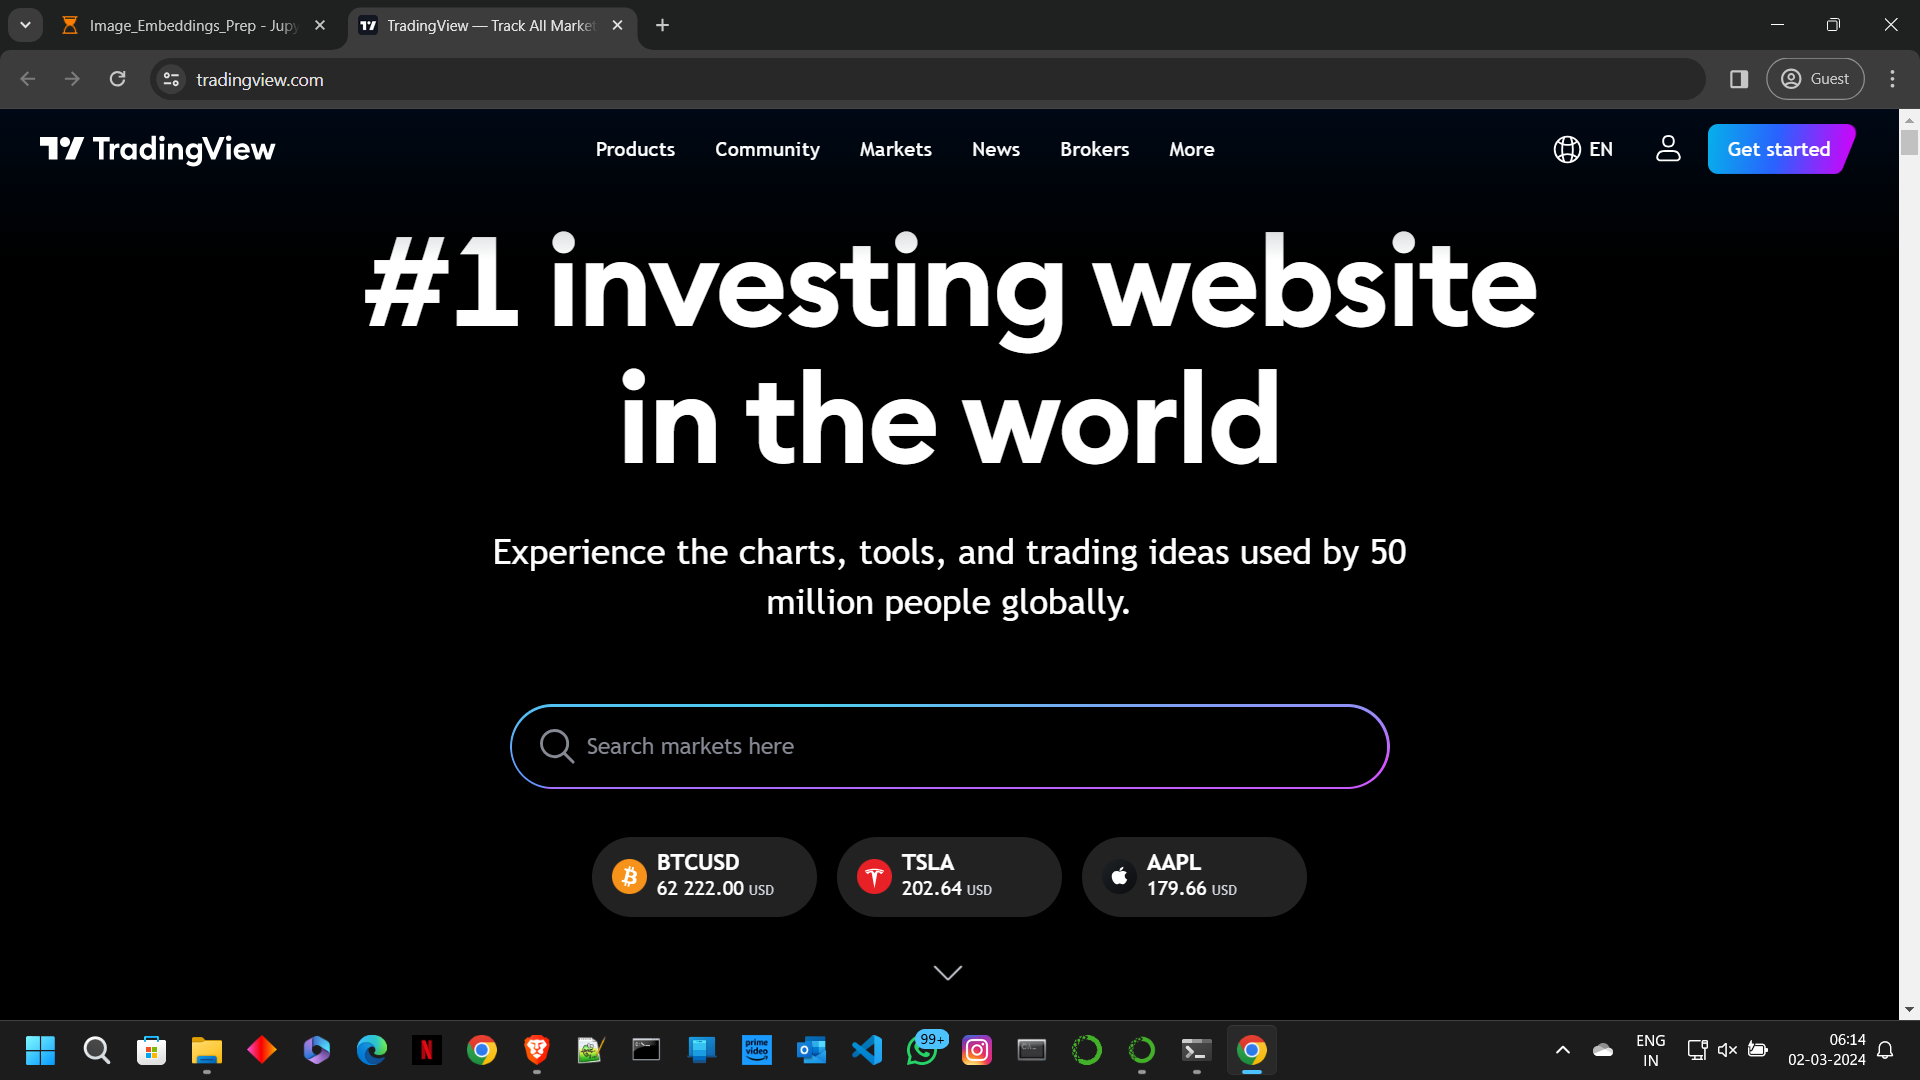 Image_Embeddings_Prep - Jupy
TradingView — Track All Market
tradingview.com
Guest
TradingView
Products
Community
Markets
News
Brokers
More
EN
Get started
#1 investing website
in the world
Experience the charts, tools, and trading ideas used by 50
million people globally.
Search markets here
BTCUSD
62 222.00 USD
TSLA
202.64 USD
AAPL
179.66 USD
prime
video
99+
ENG
IN
06:14
02-03-2024